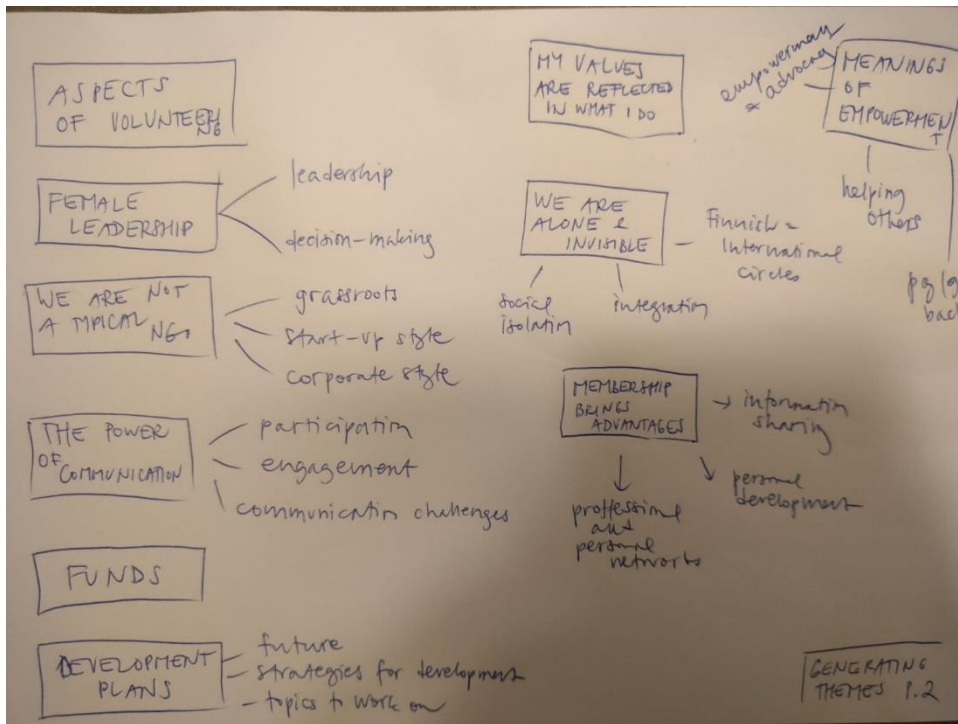 ASPECTS
OF VOLUNTEERI
NG
FEMALE
LEADERSHIP
leadership
decision-making
WE ARE NOT
A TYPICAL NGO
grassroots
start-up style
corporate style
THE POWER
OF COMMUNICATION
participation
engagement
communication challenges
FUNDS
DEVELOPMENT
PLANS
future
strategies for development
topics to work on
MY VALUES
ARE REFLECTED
IN WHAT I DO
WE ARE
ALONE &
INVISIBLE
Finnish
International
circles
social
isolation
integration
MEMBERSHIP
BRINGS
ADVANTAGES
information
sharing
personal
development
proffessional
and
personal
networks
MEANINGS
OF
EMPOWERMEN
T
advocacy
helping
others
GENERATING
THEMES 1.2